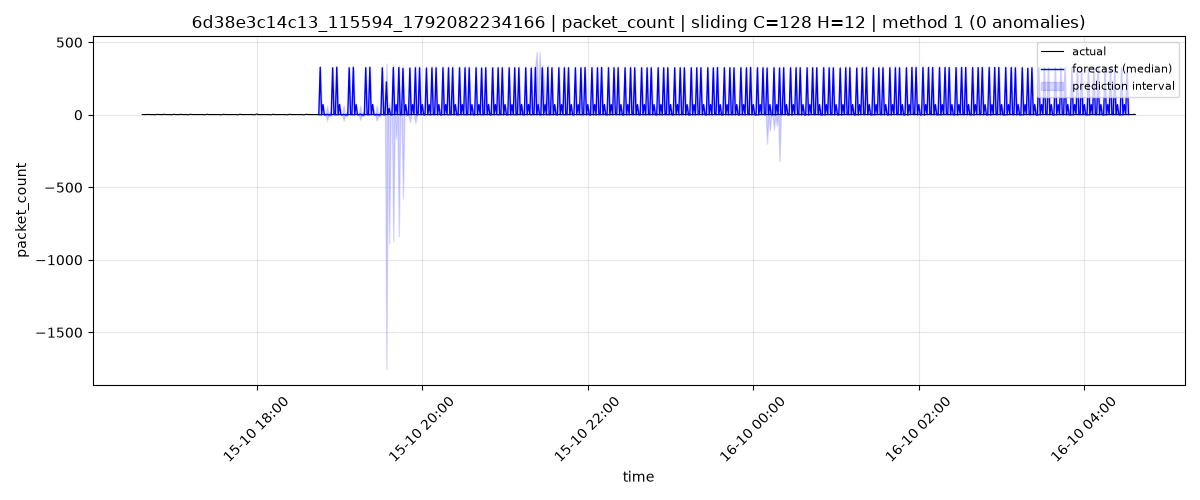 6d38e3c14c13_115594_1792082234166 | packet_count | sliding C=128 H=12 | method 1 (0 anomalies)
500
0
−500
−1000
−1500
packet_count
actual
forecast (median)
prediction interval
15-10 18:00
15-10 20:00
15-10 22:00
16-10 00:00
16-10 02:00
16-10 04:00
time